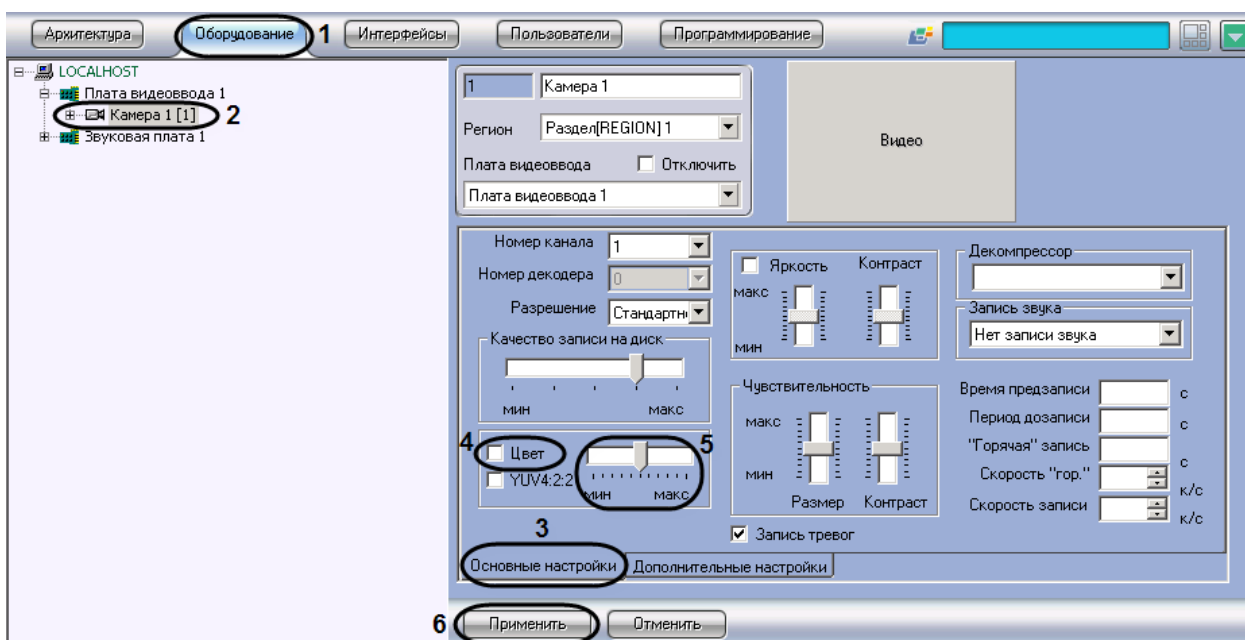 Архитектура Оборудование 1 Интерфейсы Пользователи Программирование
LOCALHOST
Плата видеоввода 1
Камера 1 [1] 2
Звуковая плата 1
1 Камера 1
Регион Раздел[REGION] 1
Плата видеоввода Отключить
Плата видеоввода 1
Видео
Номер канала 1
Номер декодера 0
Разрешение Стандартн
Качество записи на диск
мин макс
4 Цвет 5
YUV4:2:2
мин макс
3
Яркость Контраст
макс
мин
Чувствительность
макс
мин
Размер Контраст
Запись тревог
Декомпрессор
Запись звука
Нет записи звука
Время предзаписи с
Период дозаписи с
"Горячая" запись с
Скорость "гор." к/с
Скорость записи к/с
Основные настройки Дополнительные настройки
6 Применить Отменить